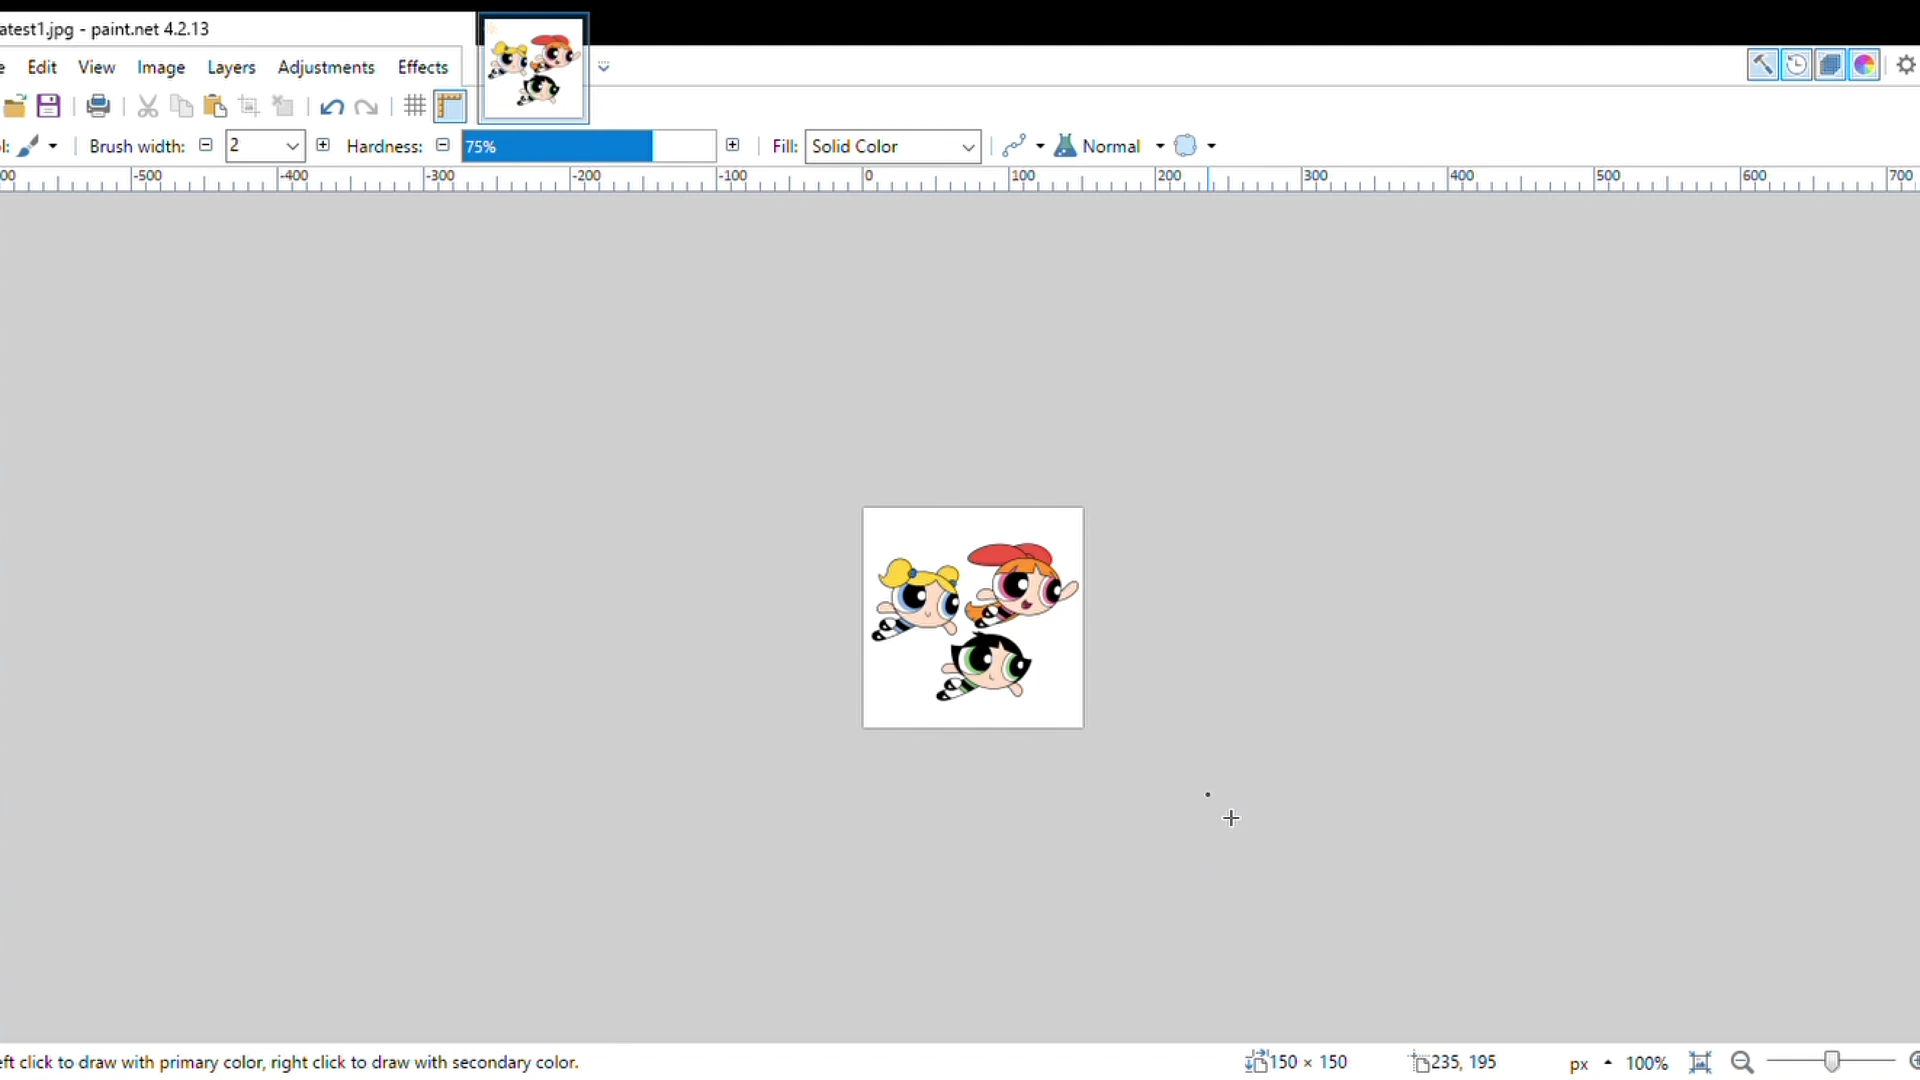 atest1.jpg - paint.net 4.2.13
Edit View Image Layers Adjustments Effects
Brush width: 2 Hardness: 75% Fill: Solid Color Normal
-500 -400 -300 -200 -100 0 100 200 300 400 500 600 700
eft click to draw with primary color, right click to draw with secondary color. 150 × 150 235, 195 px 100%